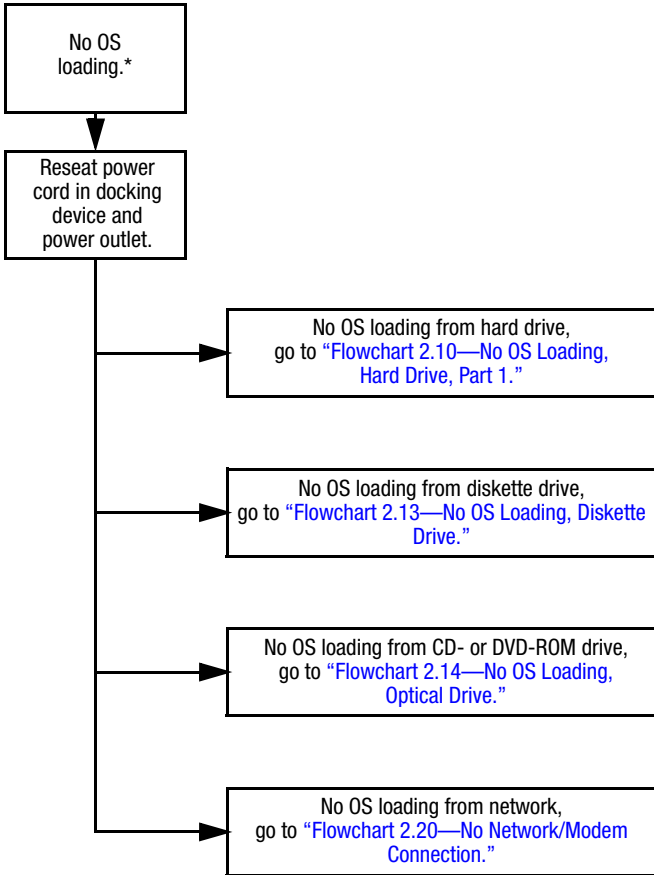 No OS
loading.*
Reseat power
cord in docking
device and
power outlet.
No OS loading from hard drive,
go to “Flowchart 2.10—No OS Loading,
Hard Drive, Part 1.”
No OS loading from diskette drive,
go to “Flowchart 2.13—No OS Loading, Diskette
Drive.”
No OS loading from CD- or DVD-ROM drive,
go to “Flowchart 2.14—No OS Loading,
Optical Drive.”
No OS loading from network,
go to “Flowchart 2.20—No Network/Modem
Connection.”